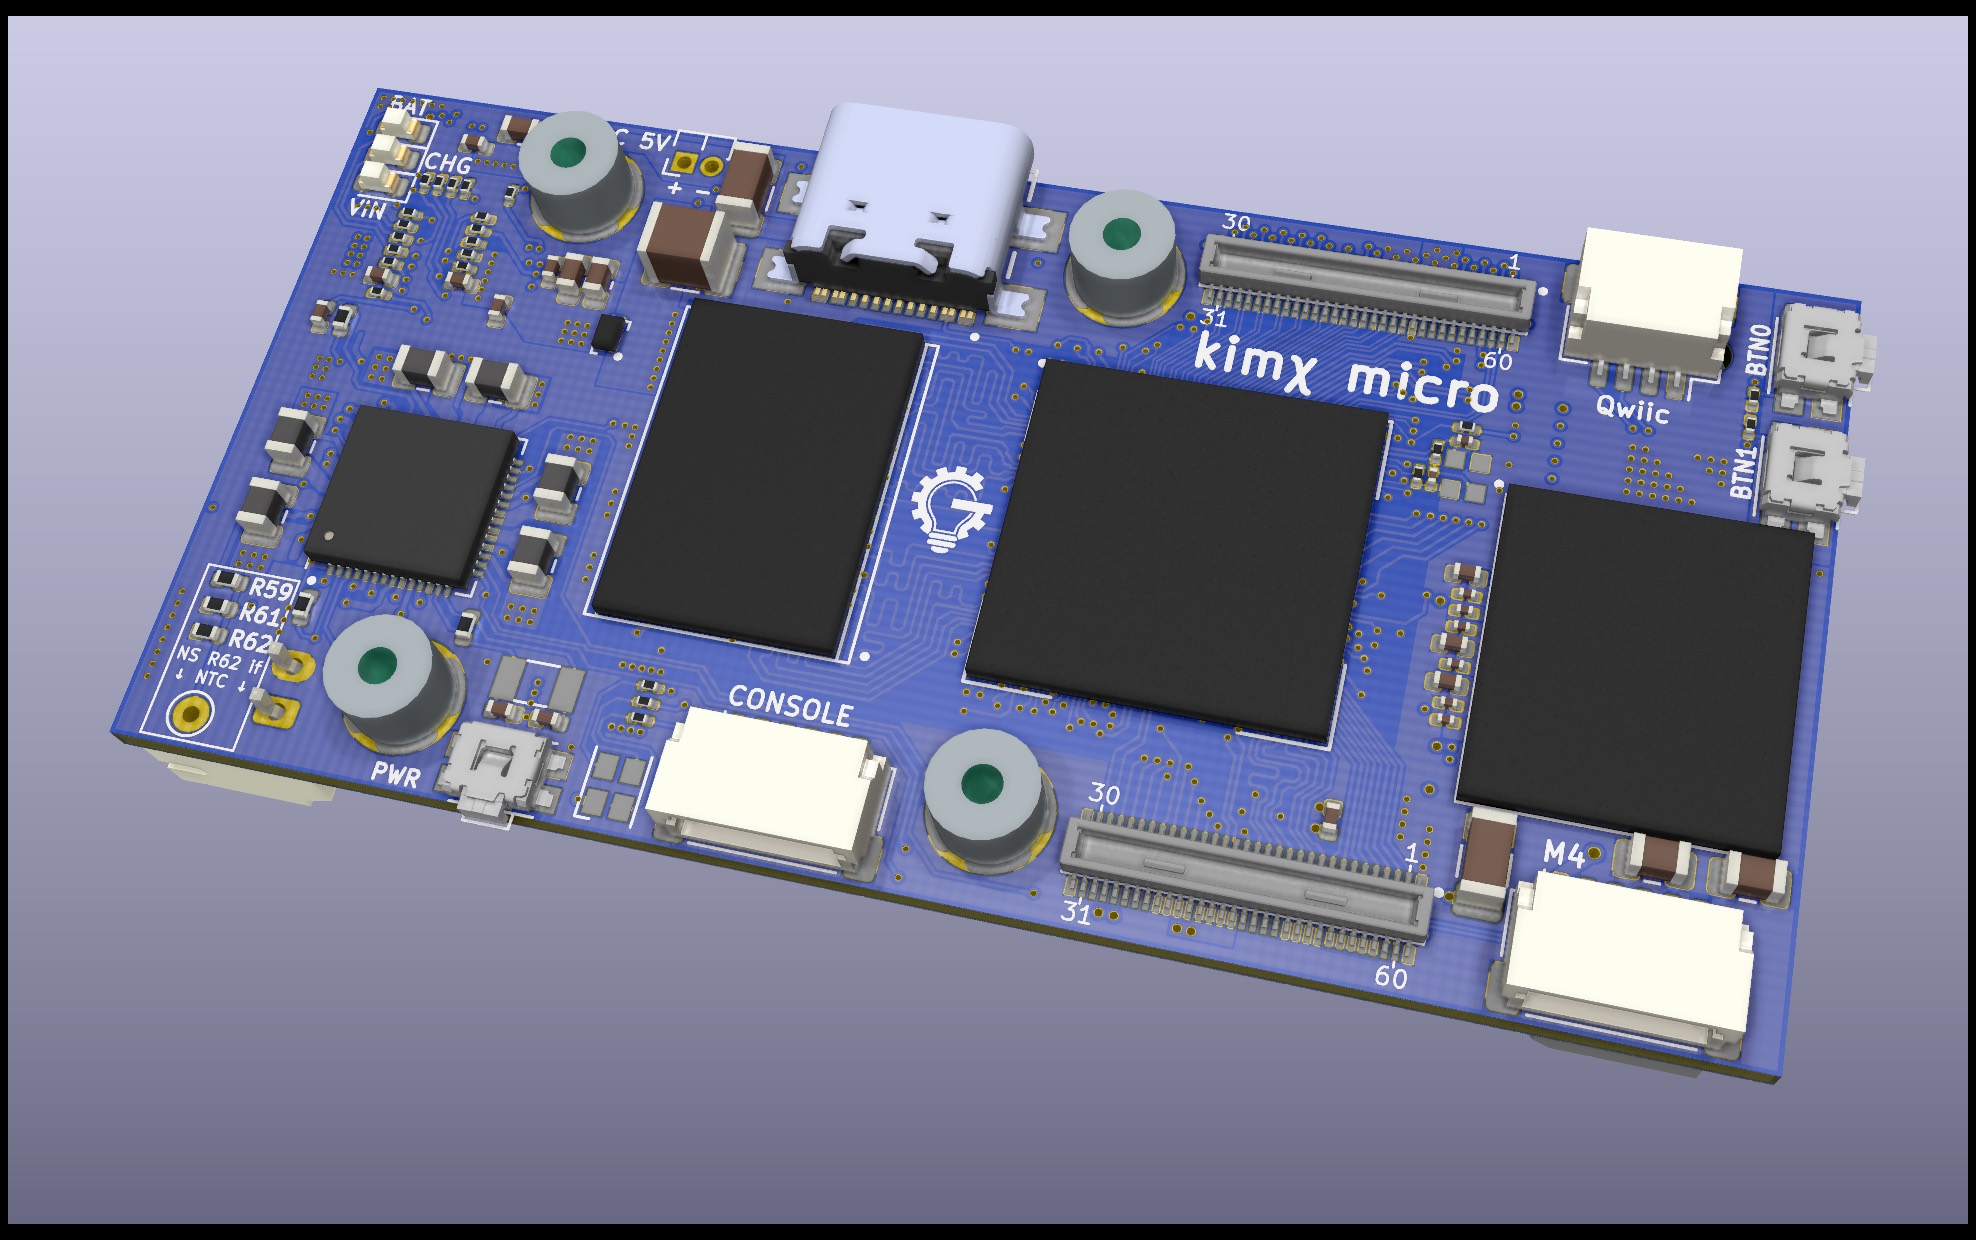 BAT
CHG
VIN
C 5V
+ -
30
1
31
60
kimχ micro
Qwiic
BTN0
BTN1
R59
R61
R62
NS R62 if
↓ NTC ↓
PWR
CONSOLE
30
1
31
60
M4